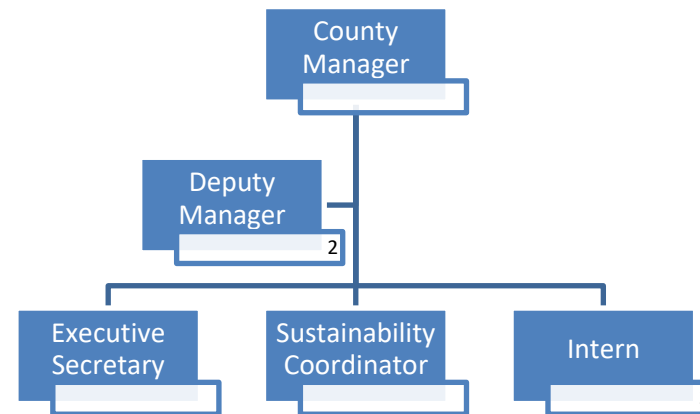 County
Manager
Deputy
Manager
2
Executive
Secretary
Sustainability
Coordinator
Intern